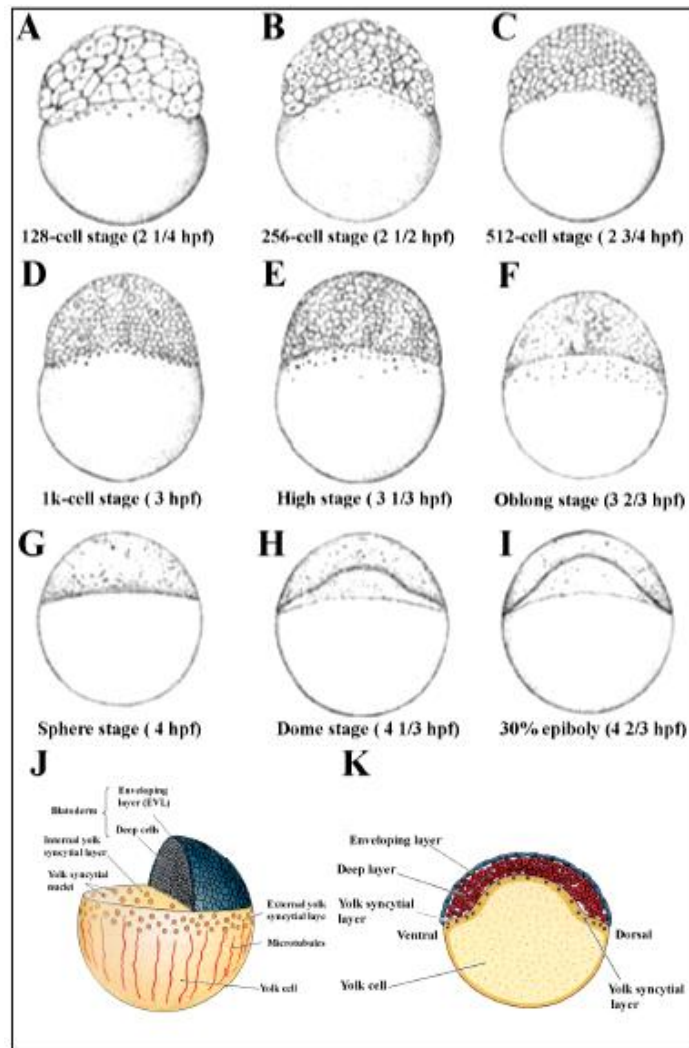 A B C
128-cell stage (2 1/4 hpf) 256-cell stage (2 1/2 hpf) 512-cell stage ( 2 3/4 hpf)
D E F
1k-cell stage ( 3 hpf) High stage ( 3 1/3 hpf) Oblong stage (3 2/3 hpf)
G H I
Sphere stage ( 4 hpf) Dome stage ( 4 1/3 hpf) 30% epiboly (4 2/3 hpf)
J
Blatoderm
Enveloping
layer (EVL)
Deep cells
Internal yolk
syncytial layer
Yolk syncytial
nuclei
External yolk
syncytial laye
Microtubules
Yolk cell
K
Enveloping layer
Deep layer
Yolk syncytial
layer
Ventral
Dorsal
Yolk cell
Yolk syncytial
layer